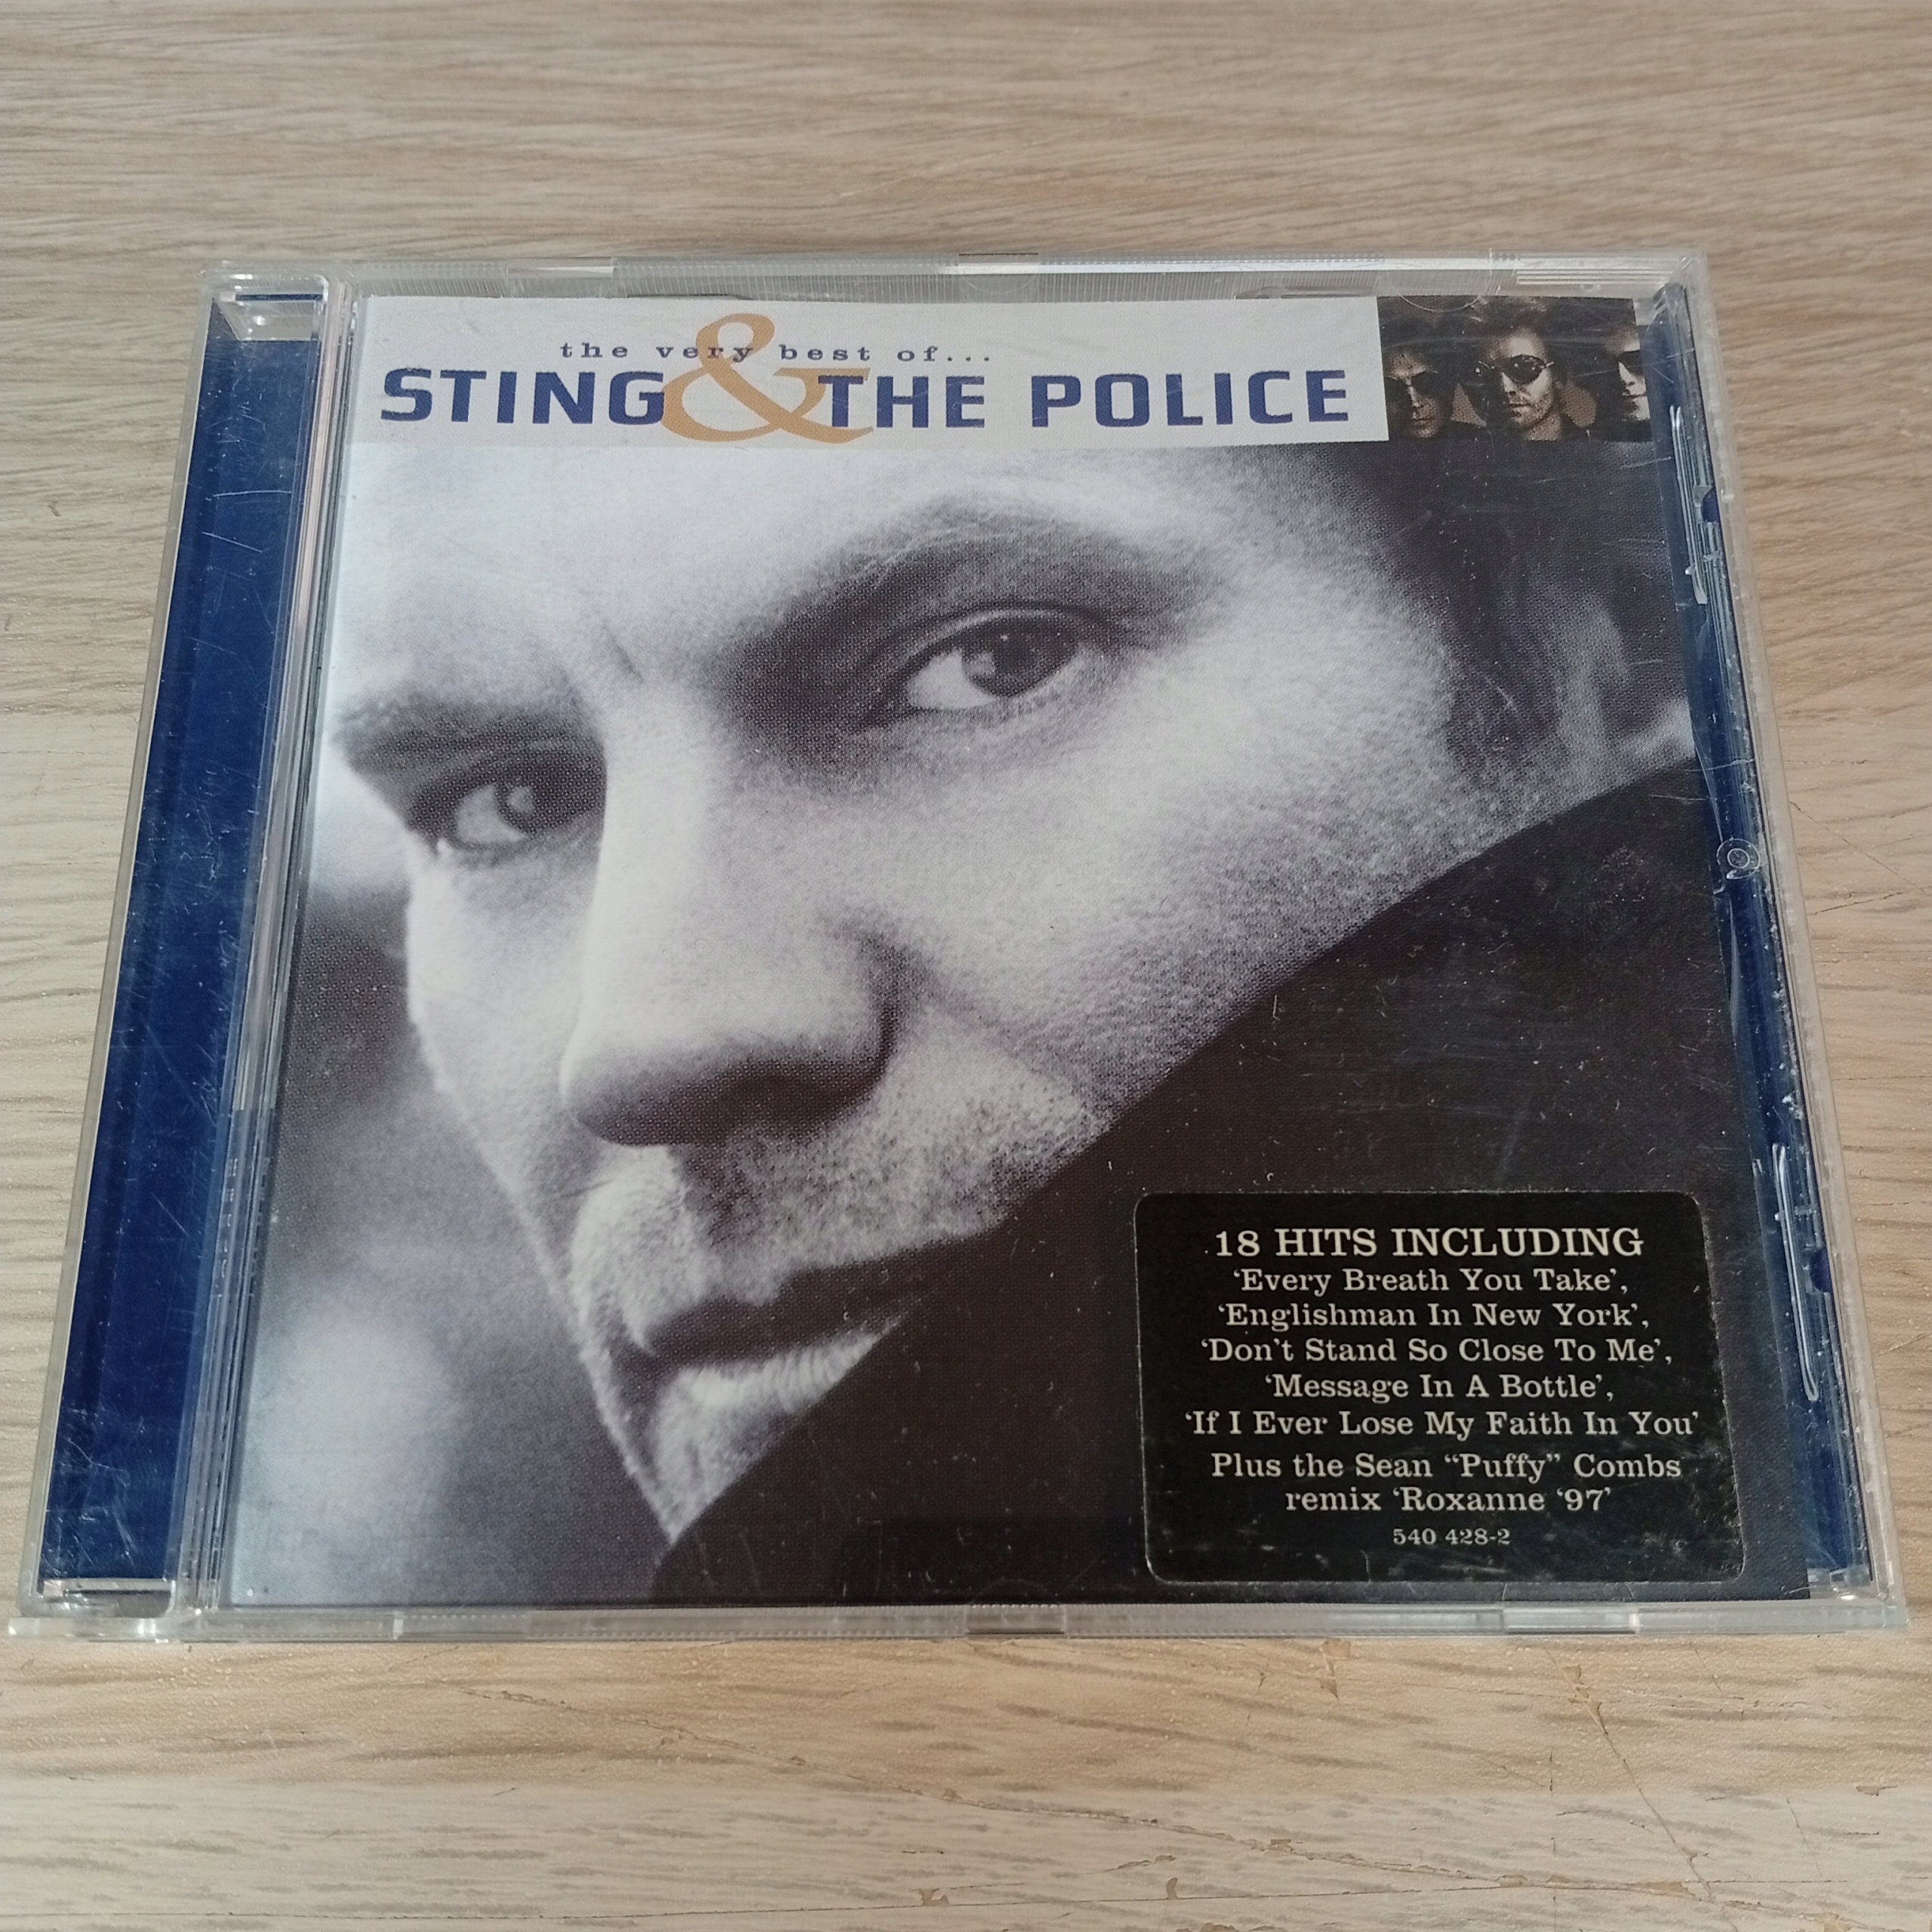 the very best of...
STING & THE POLICE
18 HITS INCLUDING
‘Every Breath You Take’,
‘Englishman In New York’,
‘Don’t Stand So Close To Me’,
‘Message In A Bottle’,
‘If I Ever Lose My Faith In You’
Plus the Sean “Puffy” Combs
remix ‘Roxanne ‘97’
540 428-2